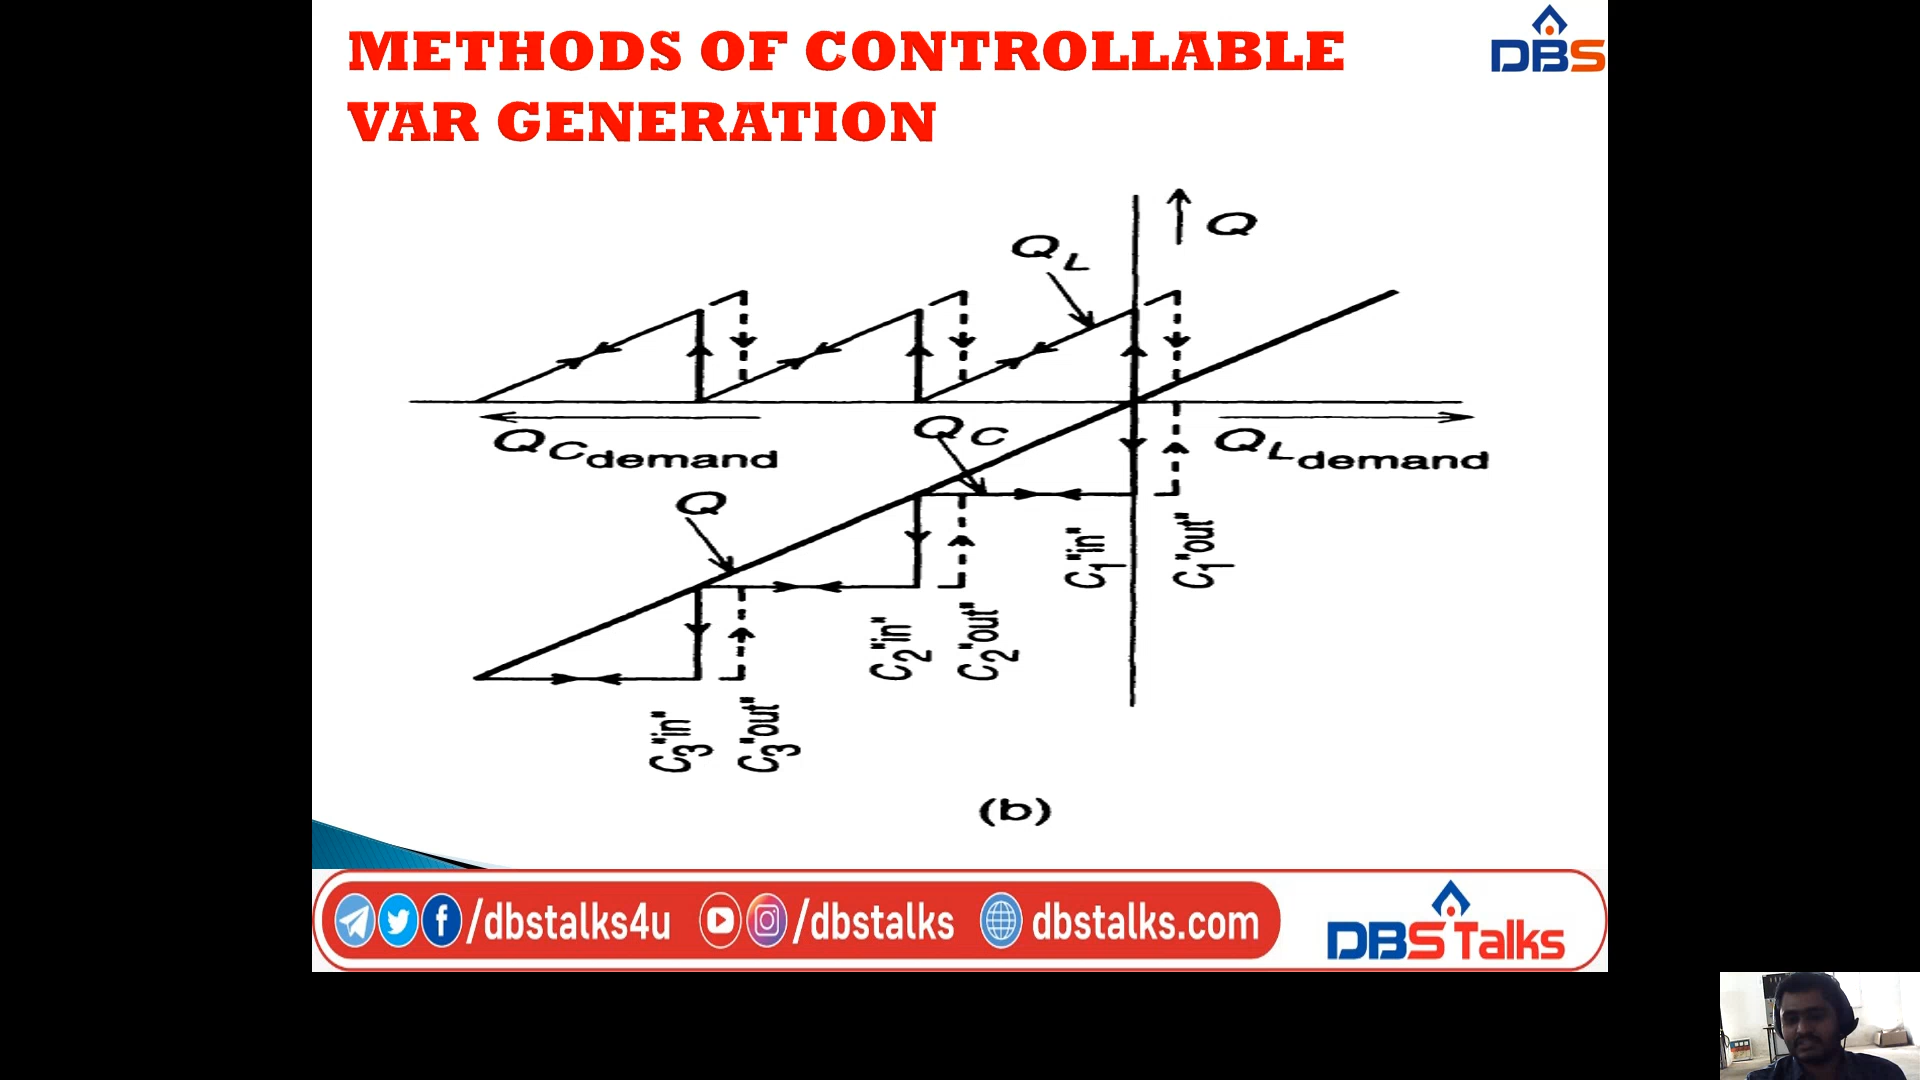 METHODS OF CONTROLLABLE
VAR GENERATION
DBS
Q
QL
QCdemand
QC
QLdemand
Q
C1"in"
C1"out"
C2"in"
C2"out"
C3"in"
C3"out"
(b)
/dbstalks4u
/dbstalks
dbstalks.com
DBS Talks